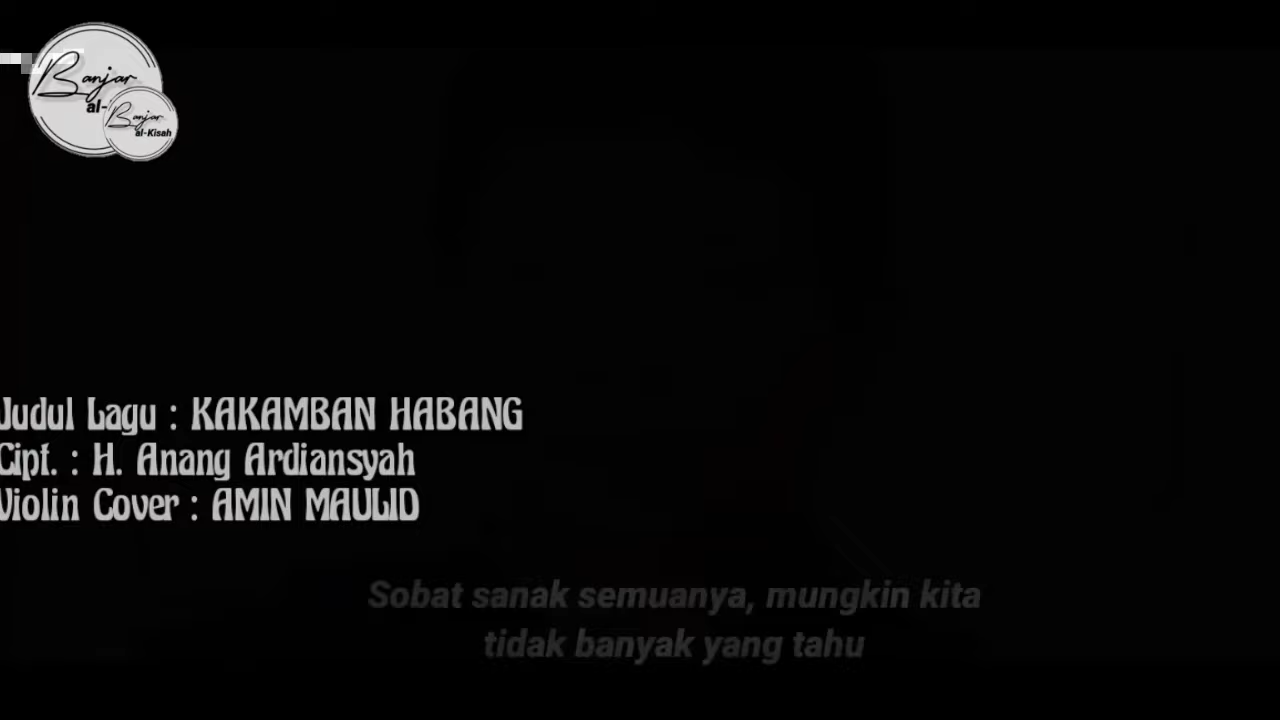 Banjar
al-
Banjar
al-Kisah
Judul Lagu : KAKAMBAN HABANG
Cipt. : H. Anang Ardiansyah
Violin Cover : AMIN MAULID
Sobat sanak semuanya, mungkin kita
tidak banyak yang tahu